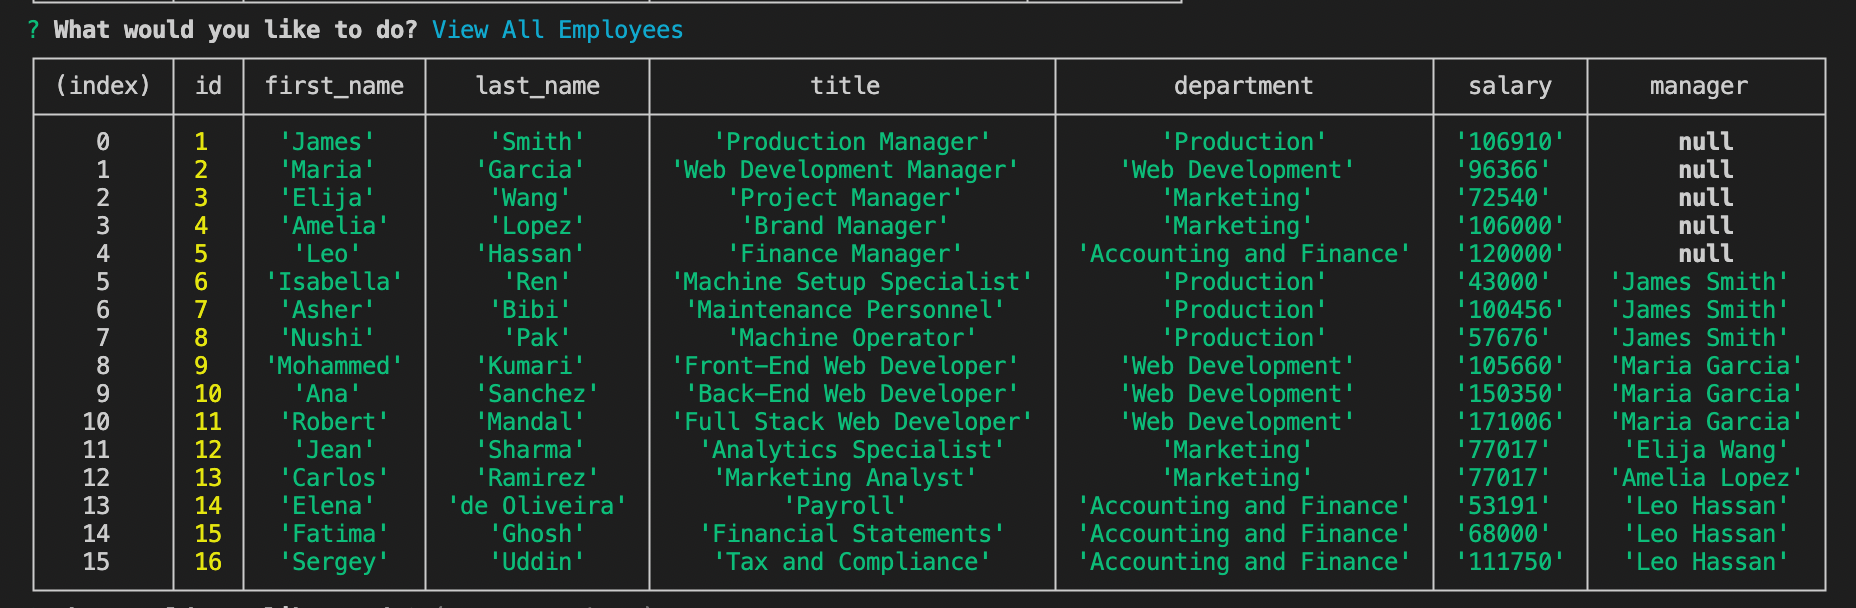 ? What would you like to do? View All Employees
(index) id first_name last_name title department salary manager
0 1 'James' 'Smith' 'Production Manager' 'Production' '106910' null
1 2 'Maria' 'Garcia' 'Web Development Manager' 'Web Development' '96366' null
2 3 'Elija' 'Wang' 'Project Manager' 'Marketing' '72540' null
3 4 'Amelia' 'Lopez' 'Brand Manager' 'Marketing' '106000' null
4 5 'Leo' 'Hassan' 'Finance Manager' 'Accounting and Finance' '120000' null
5 6 'Isabella' 'Ren' 'Machine Setup Specialist' 'Production' '43000' 'James Smith'
6 7 'Asher' 'Bibi' 'Maintenance Personnel' 'Production' '100456' 'James Smith'
7 8 'Nushi' 'Pak' 'Machine Operator' 'Production' '57676' 'James Smith'
8 9 'Mohammed' 'Kumari' 'Front-End Web Developer' 'Web Development' '105660' 'Maria Garcia'
9 10 'Ana' 'Sanchez' 'Back-End Web Developer' 'Web Development' '150350' 'Maria Garcia'
10 11 'Robert' 'Mandal' 'Full Stack Web Developer' 'Web Development' '171006' 'Maria Garcia'
11 12 'Jean' 'Sharma' 'Analytics Specialist' 'Marketing' '77017' 'Elija Wang'
12 13 'Carlos' 'Ramirez' 'Marketing Analyst' 'Marketing' '77017' 'Amelia Lopez'
13 14 'Elena' 'de Oliveira' 'Payroll' 'Accounting and Finance' '53191' 'Leo Hassan'
14 15 'Fatima' 'Ghosh' 'Financial Statements' 'Accounting and Finance' '68000' 'Leo Hassan'
15 16 'Sergey' 'Uddin' 'Tax and Compliance' 'Accounting and Finance' '111750' 'Leo Hassan'